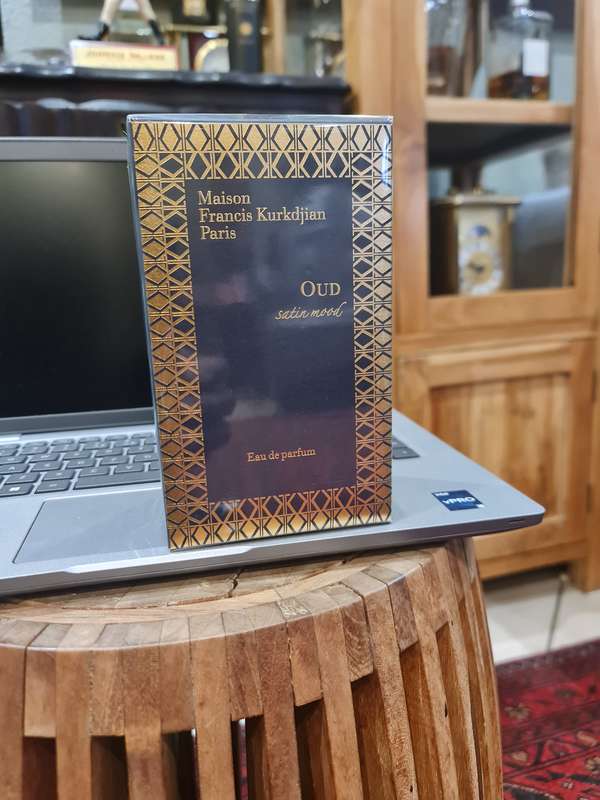 Maison
Francis Kurkdjian
Paris
OUD
satin mood
Eau de parfum
vPRO